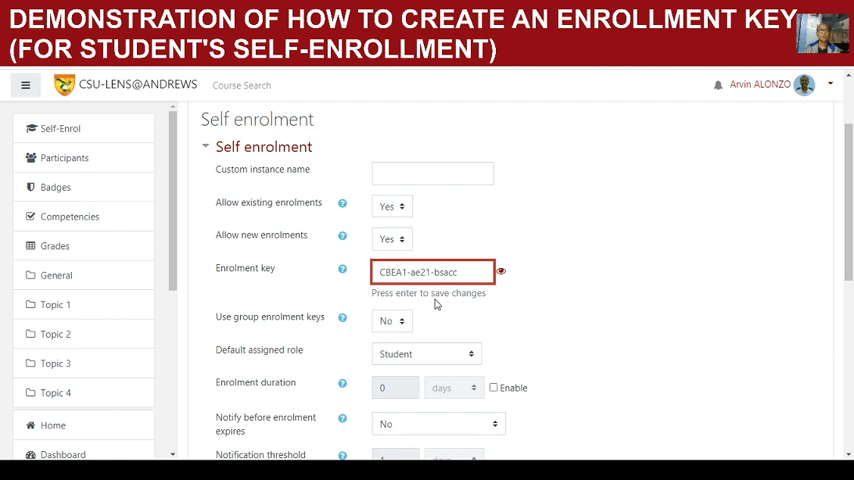 DEMONSTRATION OF HOW TO CREATE AN ENROLLMENT KEY
(FOR STUDENT'S SELF-ENROLLMENT)
CSU-LENS@ANDREWS
Course Search
Arvin ALONZO
Self-Enrol
Participants
Badges
Competencies
Grades
General
Topic 1
Topic 2
Topic 3
Topic 4
Home
Dashboard
Self enrolment
Self enrolment
Custom instance name
Allow existing enrolments Yes
Allow new enrolments Yes
Enrolment key CBEA1-ae21-bsacc
Press enter to save changes
Use group enrolment keys No
Default assigned role Student
Enrolment duration 0 days Enable
Notify before enrolment No
expires
Notification threshold 1 days